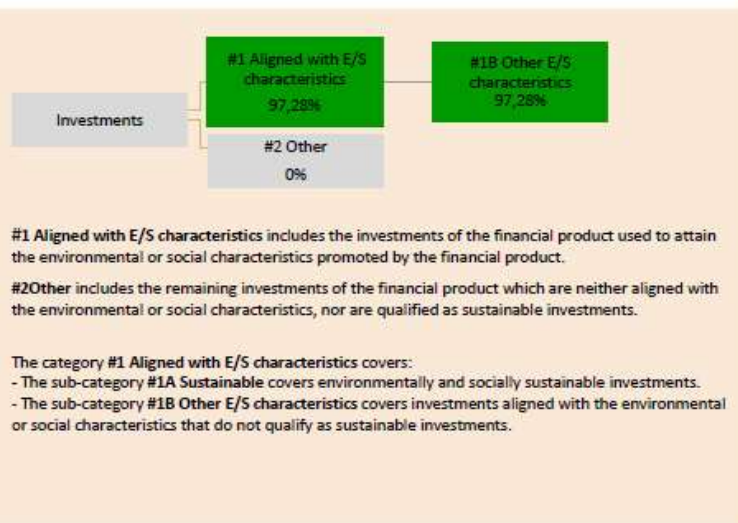 #1 Aligned with E/S
characteristics
97,28%
#1B Other E/S
characteristics
97,28%
Investments
#2 Other
0%
#1 Aligned with E/S characteristics includes the investments of the financial product used to attain
the environmental or social characteristics promoted by the financial product.
#2Other includes the remaining investments of the financial product which are neither aligned with
the environmental or social characteristics, nor are qualified as sustainable investments.
The category #1 Aligned with E/S characteristics covers:
- The sub-category #1A Sustainable covers environmentally and socially sustainable investments.
- The sub-category #1B Other E/S characteristics covers investments aligned with the environmental
or social characteristics that do not qualify as sustainable investments.